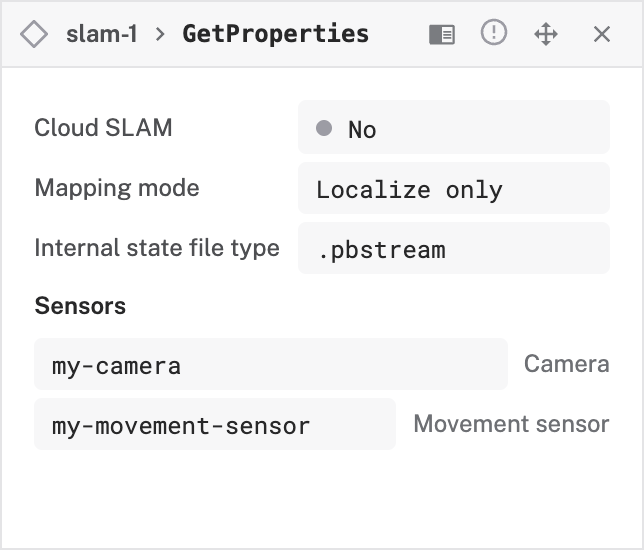 slam-1 > GetProperties
Cloud SLAM No
Mapping mode Localize only
Internal state file type .pbstream
Sensors
my-camera Camera
my-movement-sensor Movement sensor